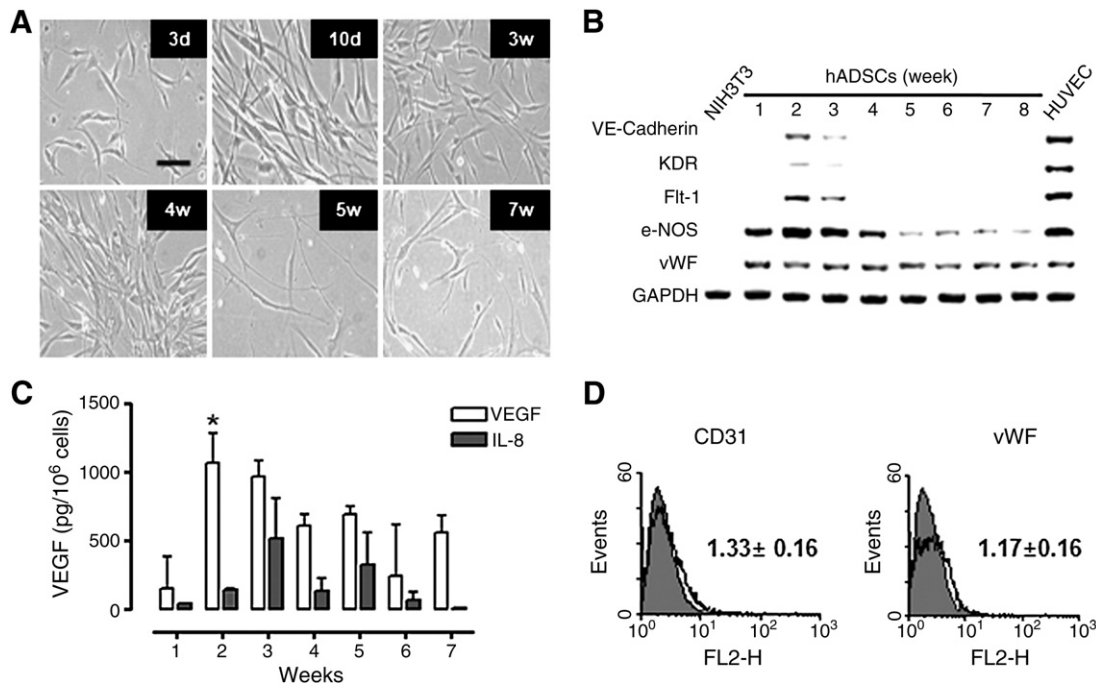 A
3d
10d
3w
4w
5w
7w
B
NIH3T3
hADSCs (week)
HUVEC
1 2 3 4 5 6 7 8
VE-Cadherin
KDR
Flt-1
e-NOS
vWF
GAPDH
C
VEGF (pg/10⁶ cells)
1500
1000
500
0
*
VEGF
IL-8
1 2 3 4 5 6 7
Weeks
D
CD31
60
Events
0
1.33± 0.16
10⁰ 10¹ 10² 10³
FL2-H
vWF
60
Events
0
1.17±0.16
10⁰ 10¹ 10² 10³
FL2-H